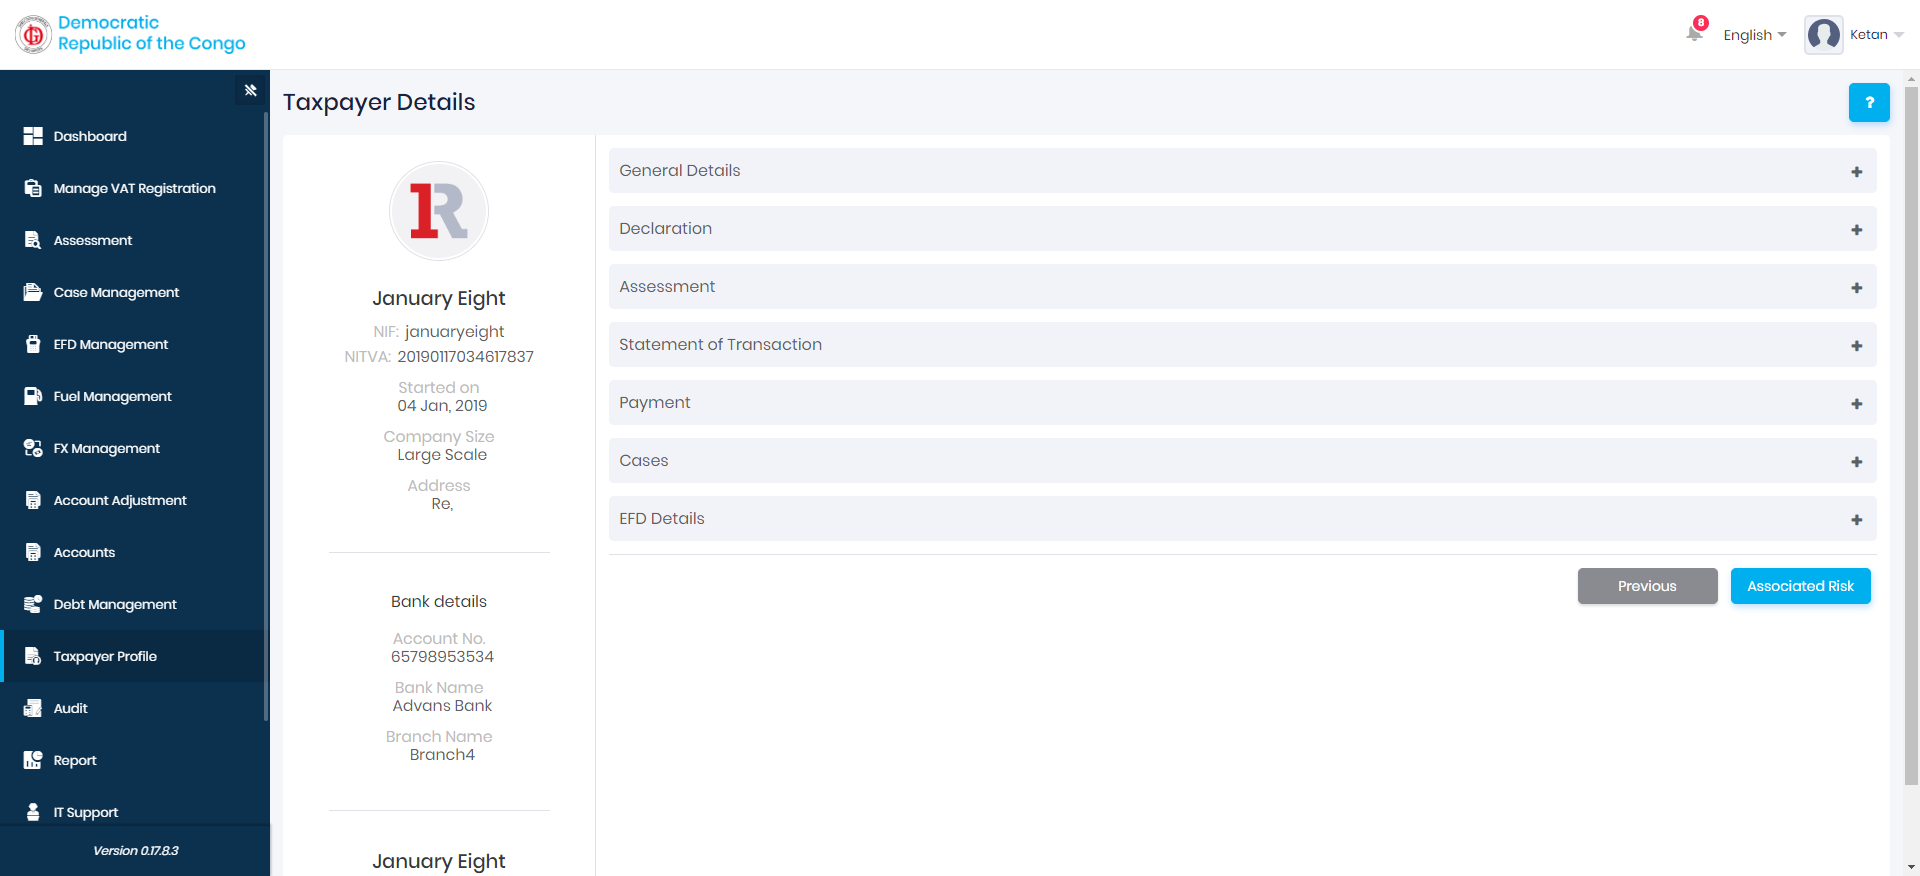 Democratic
Republic of the Congo
8
English
Ketan
Dashboard
Manage VAT Registration
Assessment
Case Management
EFD Management
Fuel Management
FX Management
Account Adjustment
Accounts
Debt Management
Taxpayer Profile
Audit
Report
IT Support
Version 0.17.8.3
Taxpayer Details
?
1R
January Eight
NIF: januaryeight
NITVA: 20190117034617837
Started on
04 Jan, 2019
Company Size
Large Scale
Address
Re,
Bank details
Account No.
65798953534
Bank Name
Advans Bank
Branch Name
Branch4
January Eight
General Details
Declaration
Assessment
Statement of Transaction
Payment
Cases
EFD Details
Previous
Associated Risk